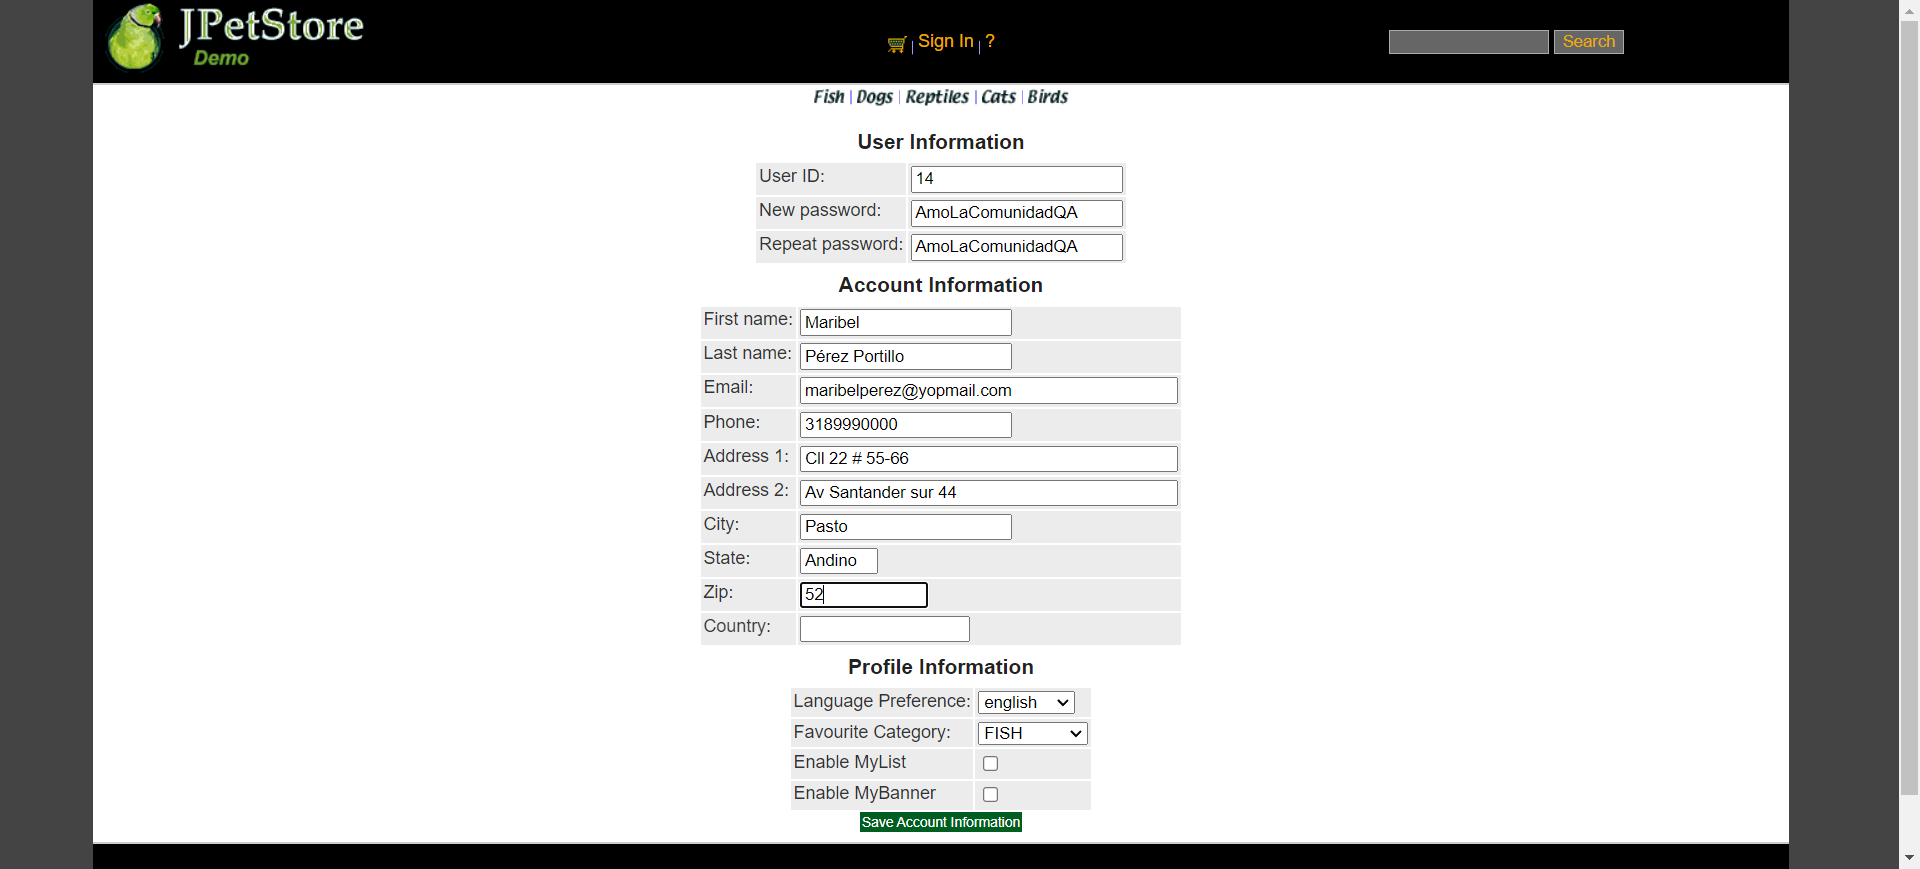 JPetStore
Demo
Sign In | ?
Search
Fish | Dogs | Reptiles | Cats | Birds
User Information
User ID: 14
New password: AmoLaComunidadQA
Repeat password: AmoLaComunidadQA
Account Information
First name: Maribel
Last name: Pérez Portillo
Email: maribelperez@yopmail.com
Phone: 3189990000
Address 1: Cll 22 # 55-66
Address 2: Av Santander sur 44
City: Pasto
State: Andino
Zip: 52
Country:
Profile Information
Language Preference: english
Favourite Category: FISH
Enable MyList
Enable MyBanner
Save Account Information